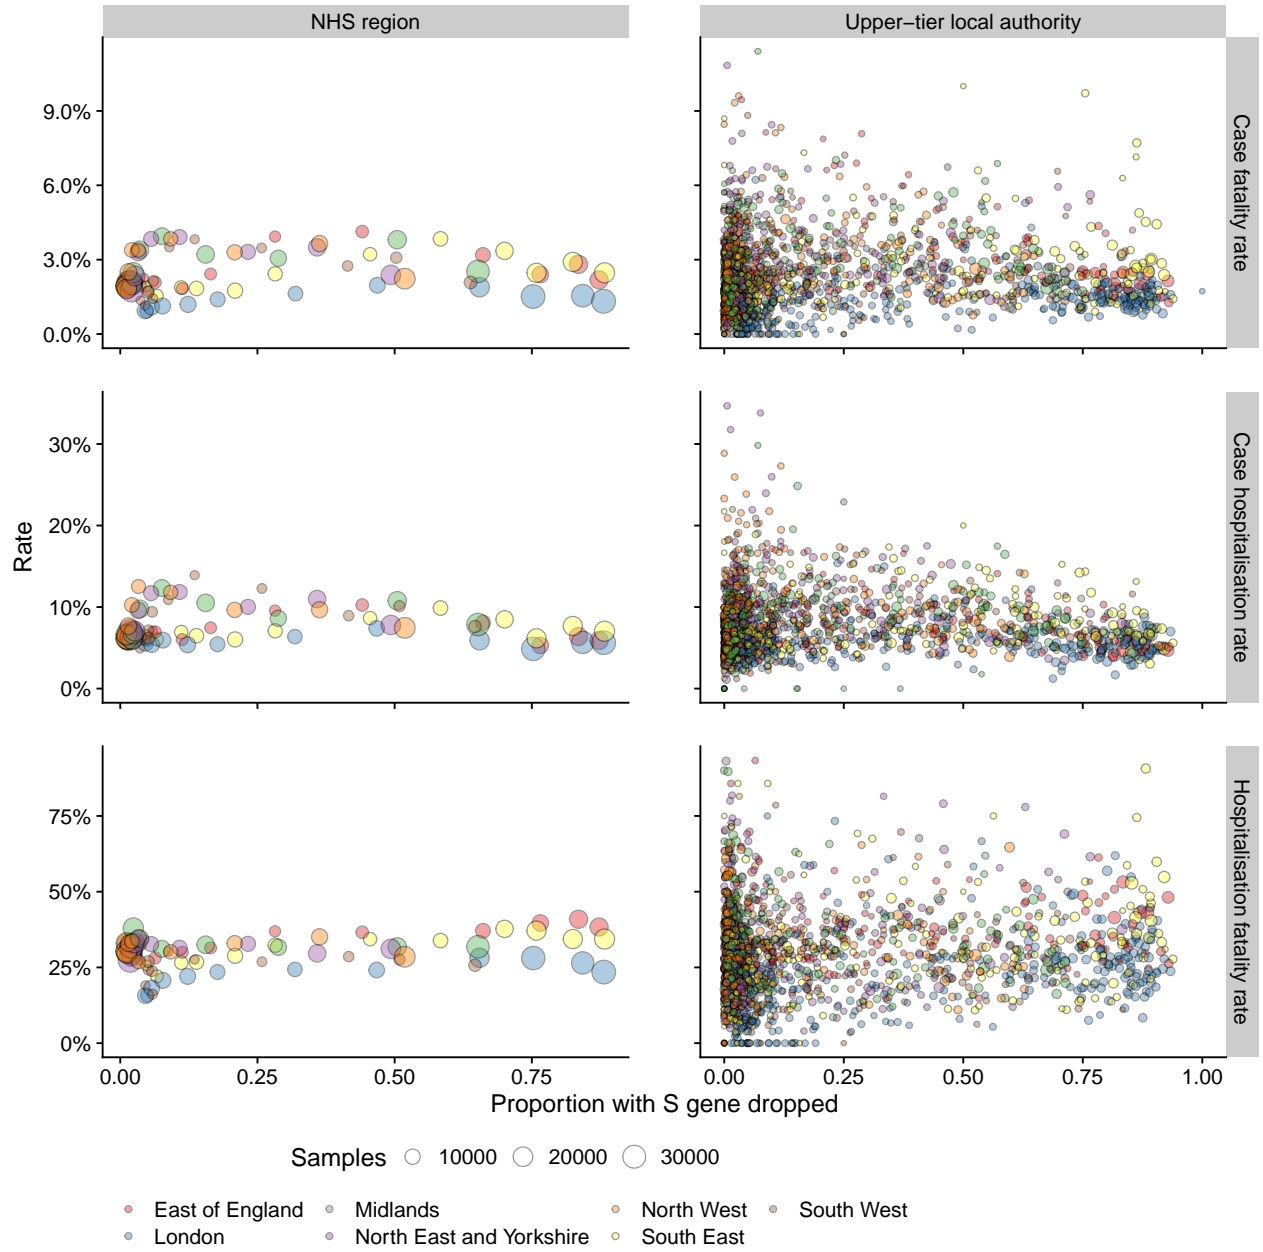 NHS region
Upper−tier local authority
9.0%
6.0%
3.0%
0.0%
Case fatality rate
30%
20%
10%
0%
Case hospitalisation rate
Rate
75%
50%
25%
0%
Hospitalisation fatality rate
0.00 0.25 0.50 0.75
0.00 0.25 0.50 0.75 1.00
Proportion with S gene dropped
Samples 10000 20000 30000
East of England Midlands North West South West
London North East and Yorkshire South East